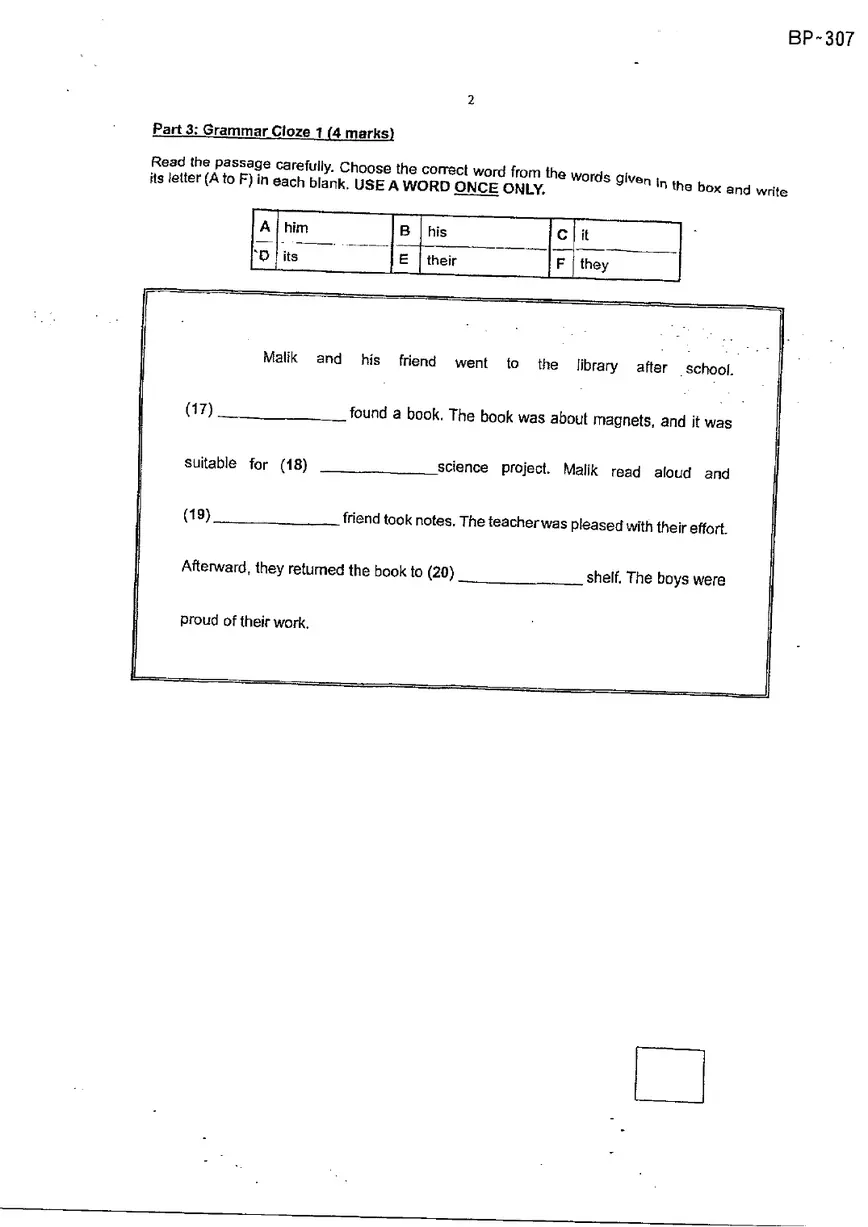 BP-307
2
Part 3: Grammar Cloze 1 (4 marks)
Read the passage carefully. Choose the correct word from the words given in the box and write
its letter (A to F) in each blank. USE A WORD ONCE ONLY.
A him B his C it
D its E their F they
Malik and his friend went to the library after school.
(17) ______________ found a book. The book was about magnets, and it was
suitable for (18) ______________ science project. Malik read aloud and
(19) ______________ friend took notes. The teacher was pleased with their effort.
Afterward, they returned the book to (20) ______________ shelf. The boys were
proud of their work.